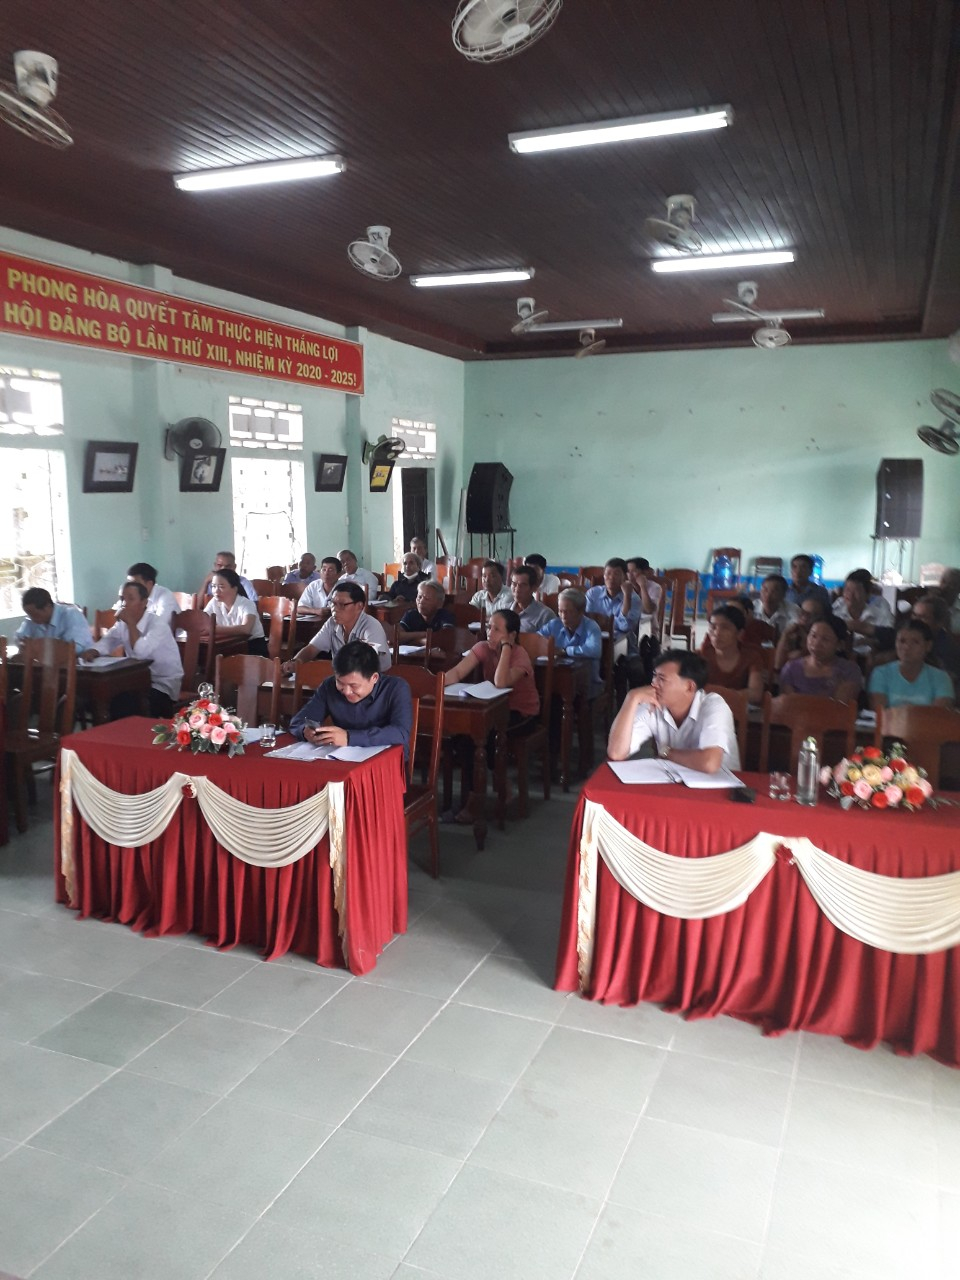 PHONG HÒA QUYẾT TÂM THỰC HIỆN THẮNG LỢI
HỘI ĐẢNG BỘ LẦN THỨ XIII, NHIỆM KỲ 2020 - 2025!